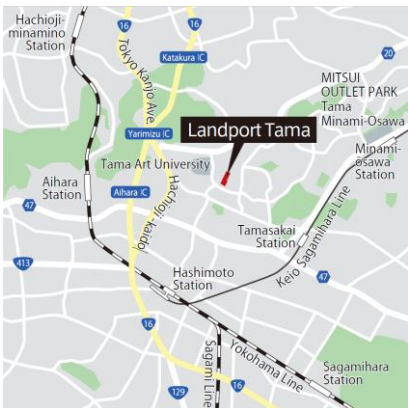 Hachioji-
minamino
Station
16
16
20
Katakura IC
Tokyo Kanjo Ave.
MITSUI
OUTLET PARK
Tama
Minami-Osawa
Yarimizu IC
Landport Tama
Minami-
osawa
Station
Tama Art University
Aihara
Station
Aihara IC
47
Hachioji-kaido
Tamasakai
Station
Keio Sagamihara Line
413
Hashimoto
Station
47
16
Sagami Line
Yokohama Line
Sagamihara
Station
129
16